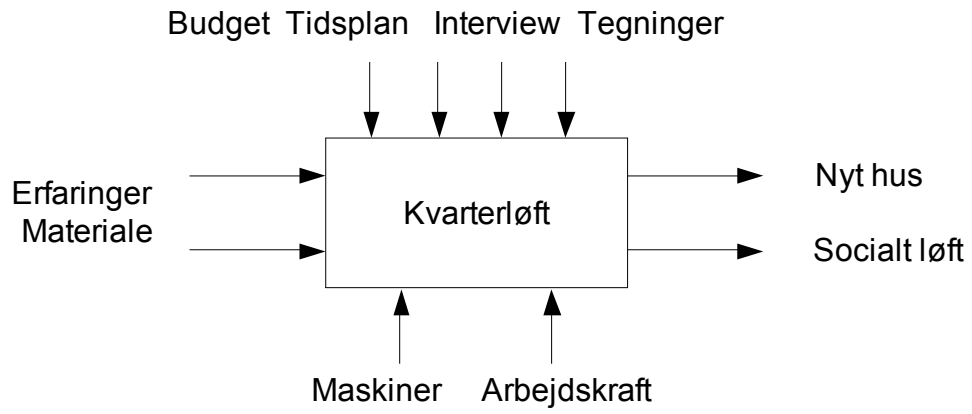 Budget Tidsplan Interview Tegninger
Erfaringer
Materiale
Kvarterløft
Nyt hus
Socialt løft
Maskiner Arbejdskraft